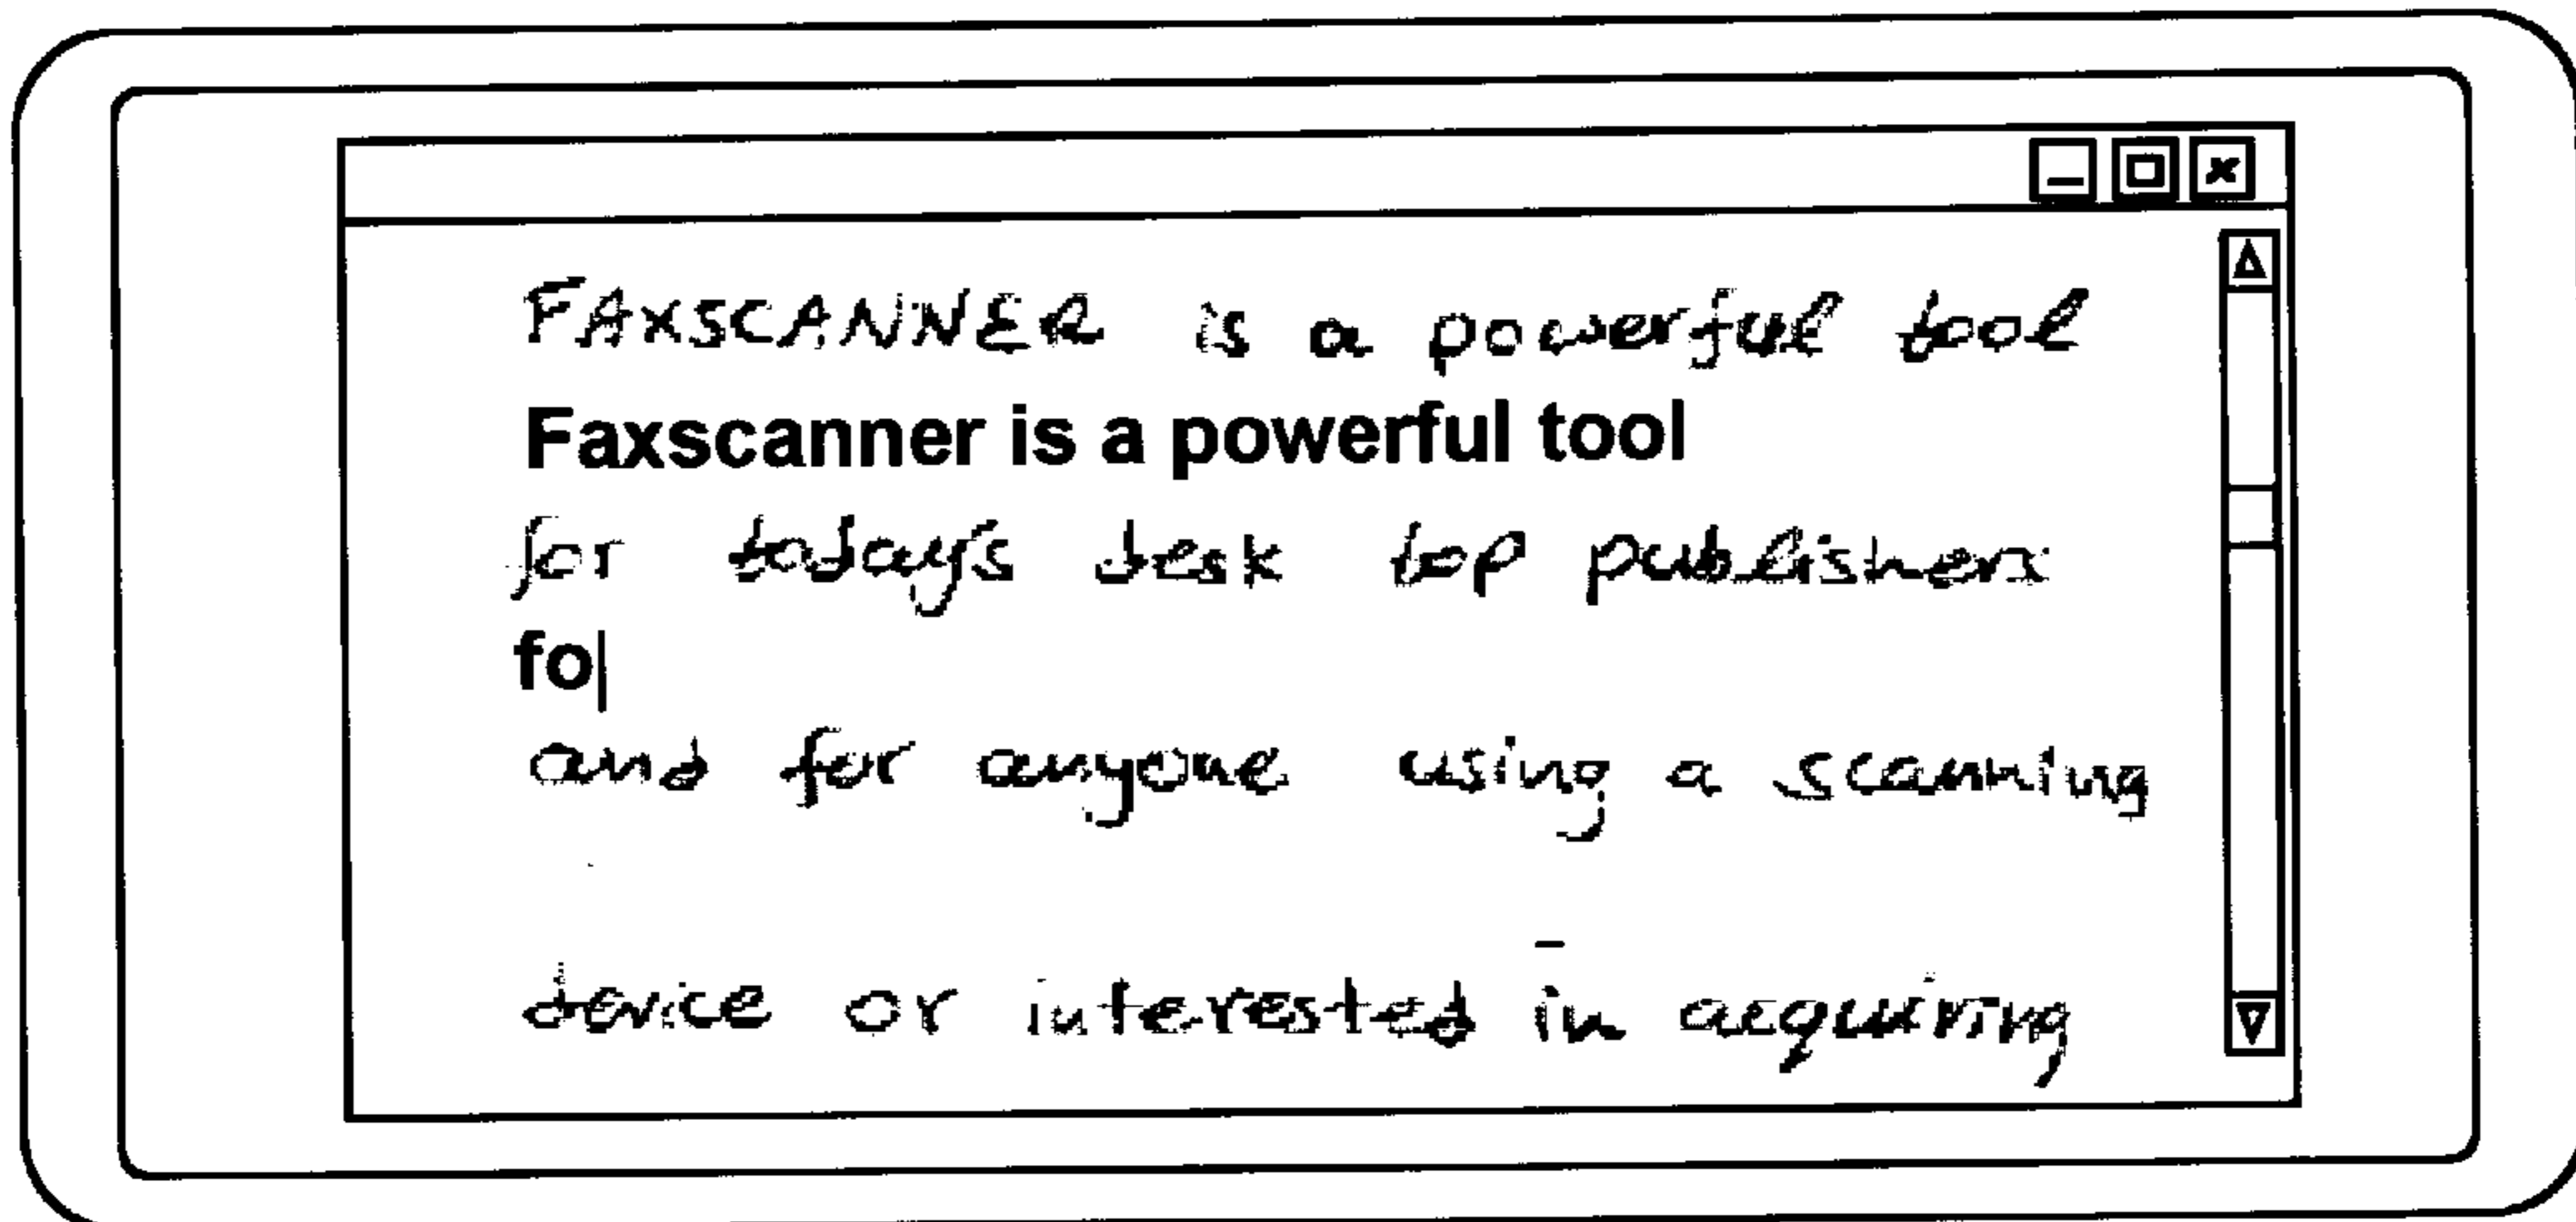 FAXSCANNER is a powerful tool
Faxscanner is a powerful tool
for today's desk top publishers
fo
and for anyone using a scanning
device or interested in acquiring